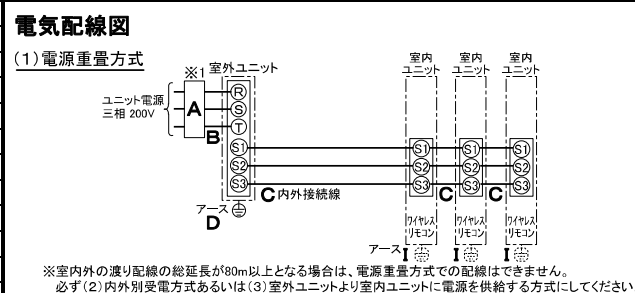 電気配線図
(1)電源重畳方式
※1 室外ユニット
室内ユニット
室内ユニット
室内ユニット
ユニット電源
三相 200V
A
B
R
S
T
S1
S2
S3
S1
S2
S3
S1
S2
S3
S1
S2
S3
C 内外接続線
C
C
アース
D
ワイヤレスリモコン
ワイヤレスリモコン
ワイヤレスリモコン
アース I
I
I
※室内外の渡り配線の総延長が80m以上となる場合は、電源重畳方式での配線はできません。
必ず(2)内外別受電方式あるいは(3)室外ユニットより室内ユニットに電源を供給する方式にしてください